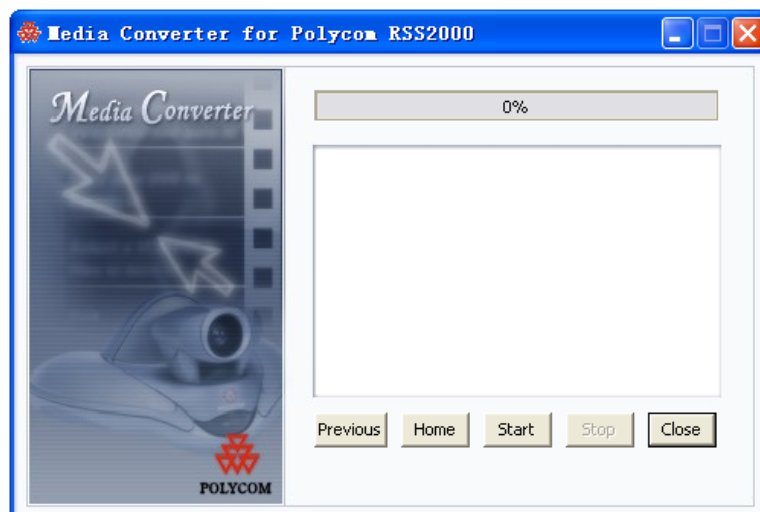 Media Converter for Polycom RSS2000
Media Converter
0%
Previous Home Start Stop Close
POLYCOM